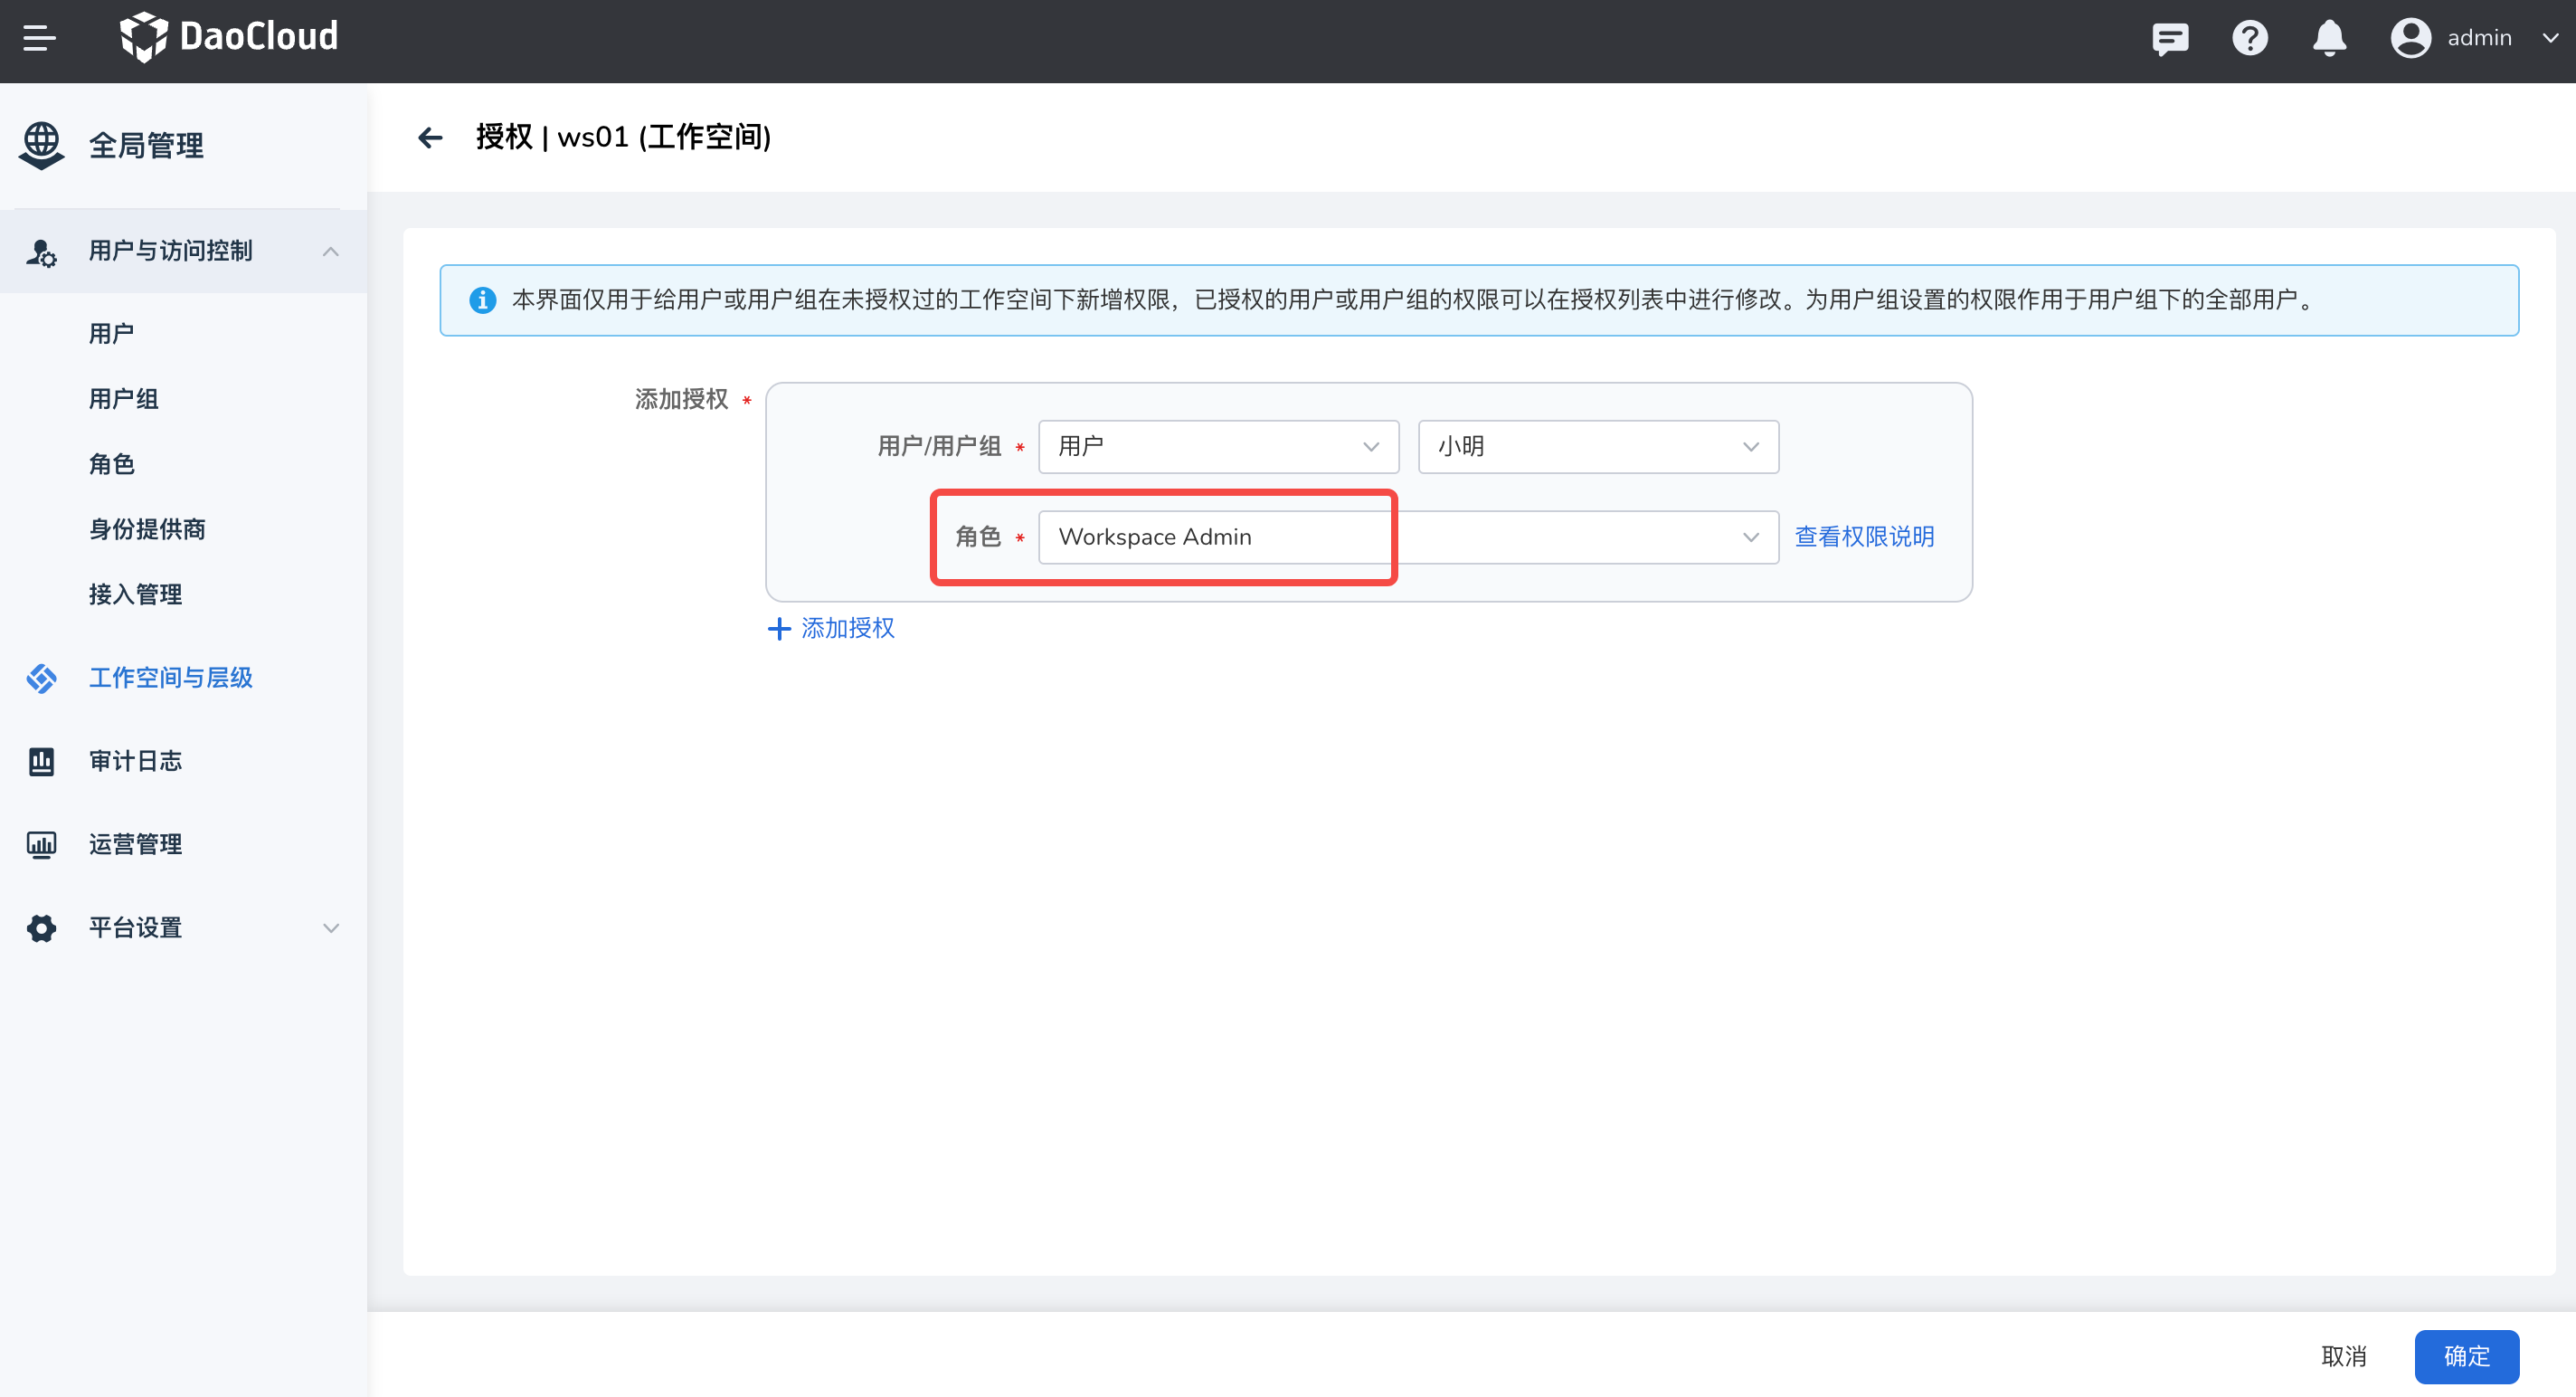 DaoCloud
admin
全局管理
用户与访问控制
用户
用户组
角色
身份提供商
接入管理
工作空间与层级
审计日志
运营管理
平台设置
授权 | ws01 (工作空间)
本界面仅用于给用户或用户组在未授权过的工作空间下新增权限，已授权的用户或用户组的权限可以在授权列表中进行修改。为用户组设置的权限作用于用户组下的全部用户。
添加授权 *
用户/用户组 * 用户 小明
角色 * Workspace Admin 查看权限说明
添加授权
取消 确定